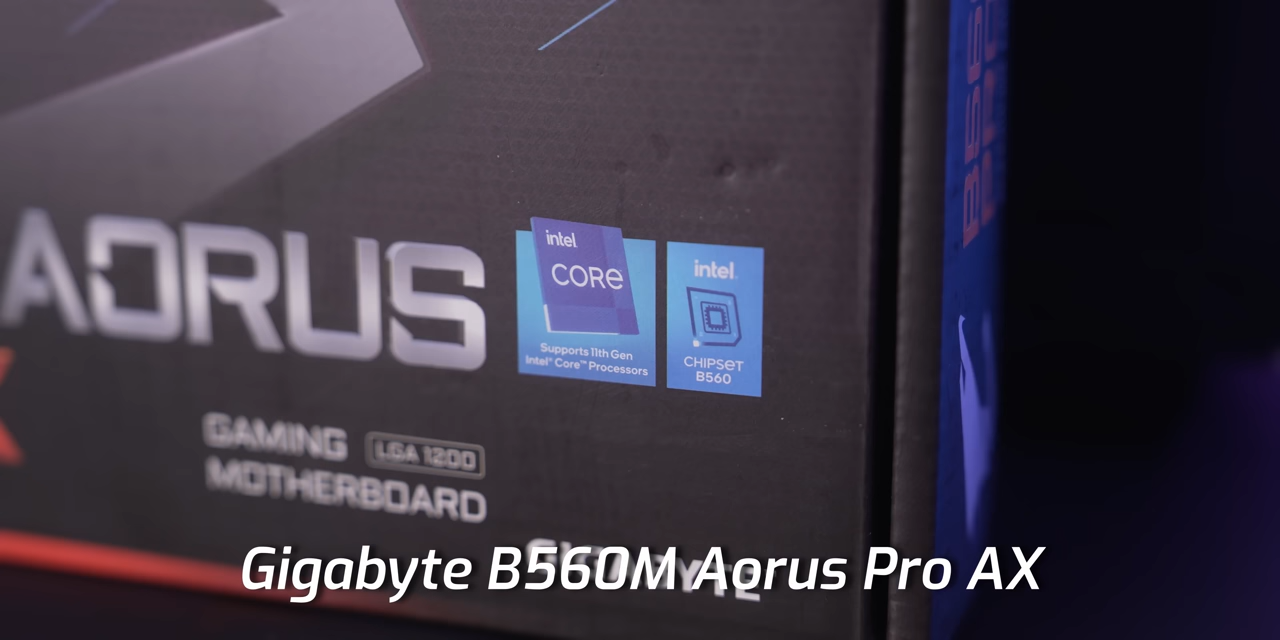 AORUS
intel
CORE
Supports 11th Gen
Intel® Core™ Processors
intel
CHIPSET
B560
GAMING LGA 1200
MOTHERBOARD
GIGABYTE
Gigabyte B560M Aorus Pro AX